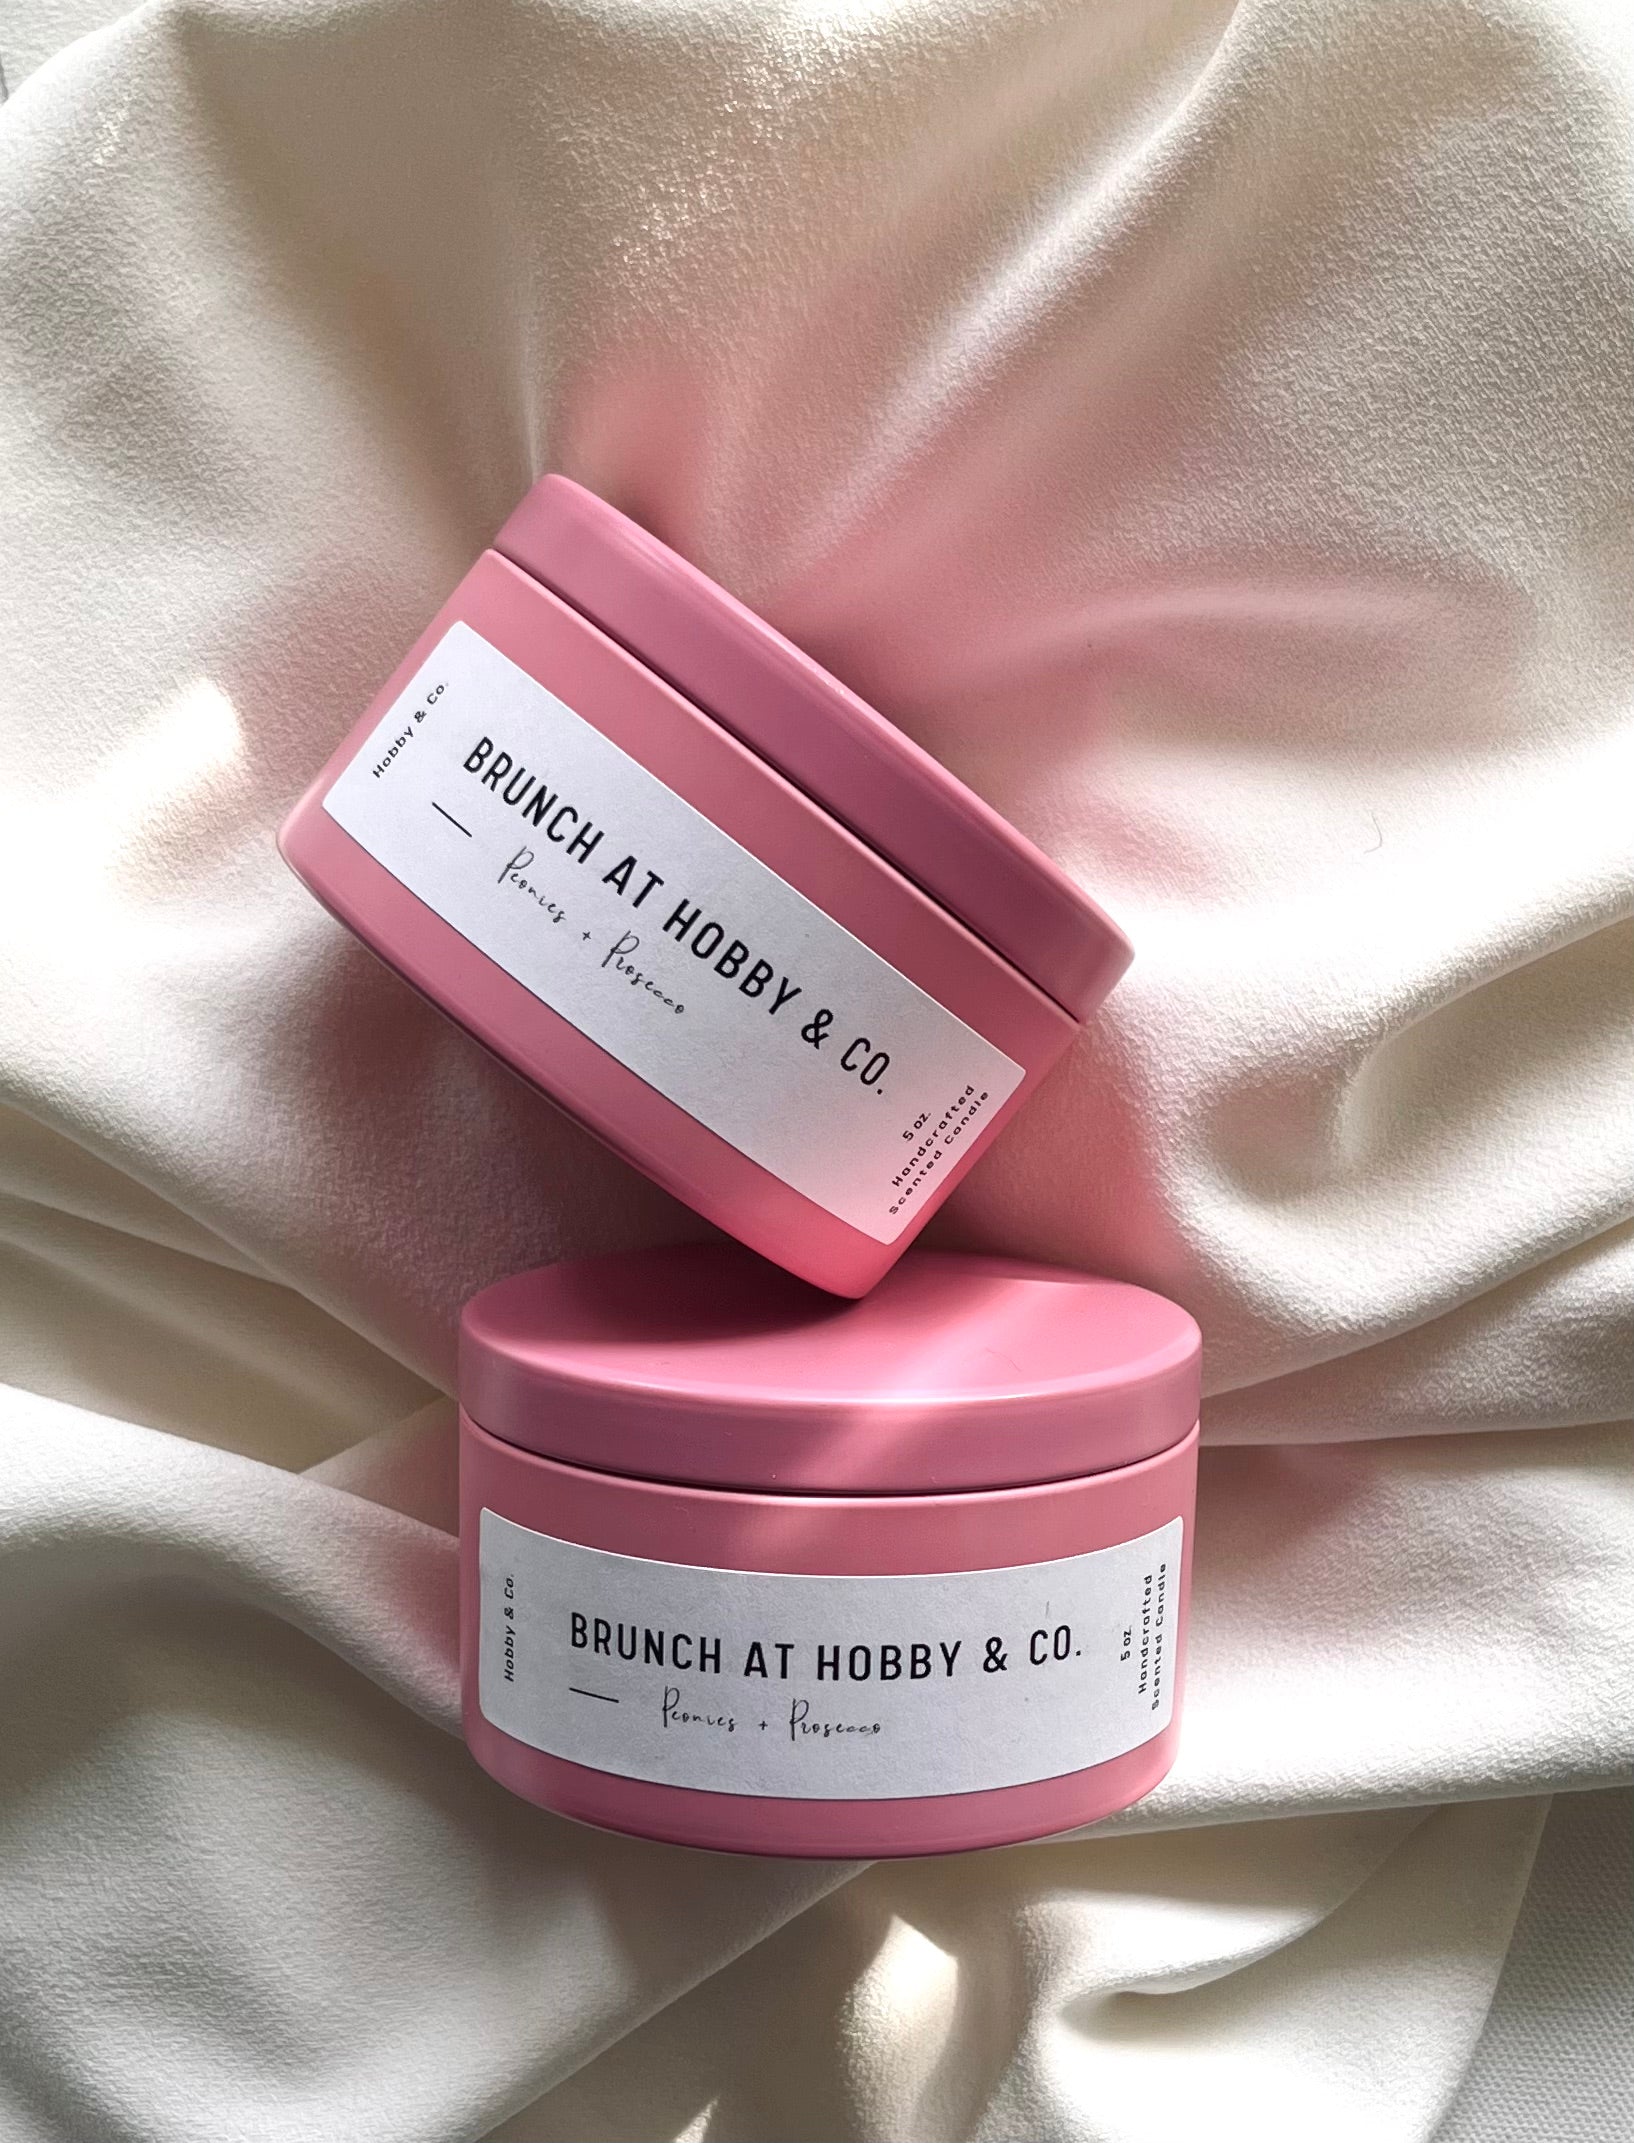 Hobby & Co.
BRUNCH AT HOBBY & CO.
Peonies + Prosecco
5 oz.
Handcrafted
Scented Candle
Hobby & Co.
BRUNCH AT HOBBY & CO.
Peonies + Prosecco
5 oz.
Handcrafted
Scented Candle